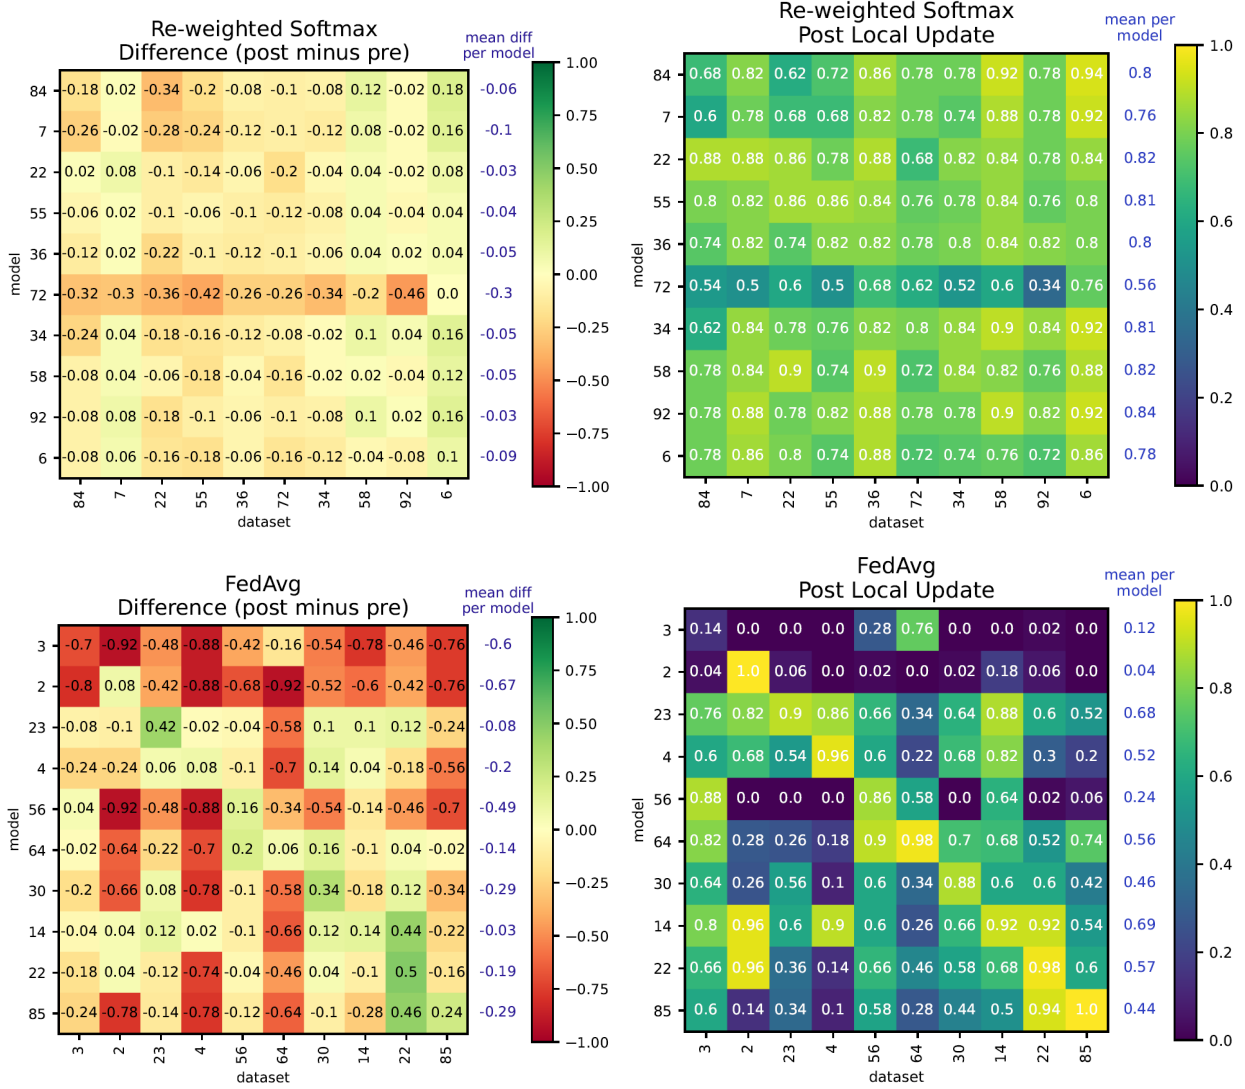 Re-weighted Softmax
Difference (post minus pre)
mean diff
per model
84 -0.18 0.02 -0.34 -0.2 -0.08 -0.1 -0.08 0.12 -0.02 0.18 -0.06
7 -0.26 -0.02 -0.28 -0.24 -0.12 -0.1 -0.12 0.08 -0.02 0.16 -0.1
22 0.02 0.08 -0.1 -0.14 -0.06 -0.2 -0.04 0.04 -0.02 0.08 -0.03
55 -0.06 0.02 -0.1 -0.06 -0.1 -0.12 -0.08 0.04 -0.04 0.04 -0.04
36 -0.12 0.02 -0.22 -0.1 -0.12 -0.1 -0.06 0.04 0.02 0.04 -0.05
72 -0.32 -0.3 -0.36 -0.42 -0.26 -0.26 -0.34 -0.2 -0.46 0.0 -0.3
34 -0.24 0.04 -0.18 -0.16 -0.12 -0.08 -0.02 0.1 0.04 0.16 -0.05
58 -0.08 0.04 -0.06 -0.18 -0.04 -0.16 -0.02 0.02 -0.04 0.12 -0.05
92 -0.08 0.08 -0.18 -0.1 -0.06 -0.1 -0.08 0.1 0.02 0.16 -0.03
6 -0.08 0.06 -0.16 -0.18 -0.06 -0.16 -0.12 -0.04 -0.08 0.1 -0.09
84 7 22 55 36 72 34 58 92 6
dataset
model
1.00
0.75
0.50
0.25
0.00
−0.25
−0.50
−0.75
−1.00
Re-weighted Softmax
Post Local Update
mean per
model
84 0.68 0.82 0.62 0.72 0.86 0.78 0.78 0.92 0.78 0.94 0.8
7 0.6 0.78 0.68 0.68 0.82 0.78 0.74 0.88 0.78 0.92 0.76
22 0.88 0.88 0.86 0.78 0.88 0.68 0.82 0.84 0.78 0.84 0.82
55 0.8 0.82 0.86 0.86 0.84 0.76 0.78 0.84 0.76 0.8 0.81
36 0.74 0.82 0.74 0.82 0.82 0.78 0.8 0.84 0.82 0.8 0.8
72 0.54 0.5 0.6 0.5 0.68 0.62 0.52 0.6 0.34 0.76 0.56
34 0.62 0.84 0.78 0.76 0.82 0.8 0.84 0.9 0.84 0.92 0.81
58 0.78 0.84 0.9 0.74 0.9 0.72 0.84 0.82 0.76 0.88 0.82
92 0.78 0.88 0.78 0.82 0.88 0.78 0.78 0.9 0.82 0.92 0.84
6 0.78 0.86 0.8 0.74 0.88 0.72 0.74 0.76 0.72 0.86 0.78
84 7 22 55 36 72 34 58 92 6
dataset
model
1.0
0.8
0.6
0.4
0.2
0.0
FedAvg
Difference (post minus pre)
mean diff
per model
3 -0.7 -0.92 -0.48 -0.88 -0.42 -0.16 -0.54 -0.78 -0.46 -0.76 -0.6
2 -0.8 0.08 -0.42 -0.88 -0.68 -0.92 -0.52 -0.6 -0.42 -0.76 -0.67
23 -0.08 -0.1 0.42 -0.02 -0.04 -0.58 0.1 0.1 0.12 -0.24 -0.08
4 -0.24 -0.24 0.06 0.08 -0.1 -0.7 0.14 0.04 -0.18 -0.56 -0.2
56 0.04 -0.92 -0.48 -0.88 0.16 -0.34 -0.54 -0.14 -0.46 -0.7 -0.49
64 -0.02 -0.64 -0.22 -0.7 0.2 0.06 0.16 -0.1 0.04 -0.02 -0.14
30 -0.2 -0.66 0.08 -0.78 -0.1 -0.58 0.34 -0.18 0.12 -0.34 -0.29
14 -0.04 0.04 0.12 0.02 -0.1 -0.66 0.12 0.14 0.44 -0.22 -0.03
22 -0.18 0.04 -0.12 -0.74 -0.04 -0.46 0.04 -0.1 0.5 -0.16 -0.19
85 -0.24 -0.78 -0.14 -0.78 -0.12 -0.64 -0.1 -0.28 0.46 0.24 -0.29
3 2 23 4 56 64 30 14 22 85
dataset
model
1.00
0.75
0.50
0.25
0.00
−0.25
−0.50
−0.75
−1.00
FedAvg
Post Local Update
mean per
model
3 0.14 0.0 0.0 0.0 0.28 0.76 0.0 0.0 0.02 0.0 0.12
2 0.04 1.0 0.06 0.0 0.02 0.0 0.02 0.18 0.06 0.0 0.04
23 0.76 0.82 0.9 0.86 0.66 0.34 0.64 0.88 0.6 0.52 0.68
4 0.6 0.68 0.54 0.96 0.6 0.22 0.68 0.82 0.3 0.2 0.52
56 0.88 0.0 0.0 0.0 0.86 0.58 0.0 0.64 0.02 0.06 0.24
64 0.82 0.28 0.26 0.18 0.9 0.98 0.7 0.68 0.52 0.74 0.56
30 0.64 0.26 0.56 0.1 0.6 0.34 0.88 0.6 0.6 0.42 0.46
14 0.8 0.96 0.6 0.9 0.6 0.26 0.66 0.92 0.92 0.54 0.69
22 0.66 0.96 0.36 0.14 0.66 0.46 0.58 0.68 0.98 0.6 0.57
85 0.6 0.14 0.34 0.1 0.58 0.28 0.44 0.5 0.94 1.0 0.44
3 2 23 4 56 64 30 14 22 85
dataset
model
1.0
0.8
0.6
0.4
0.2
0.0